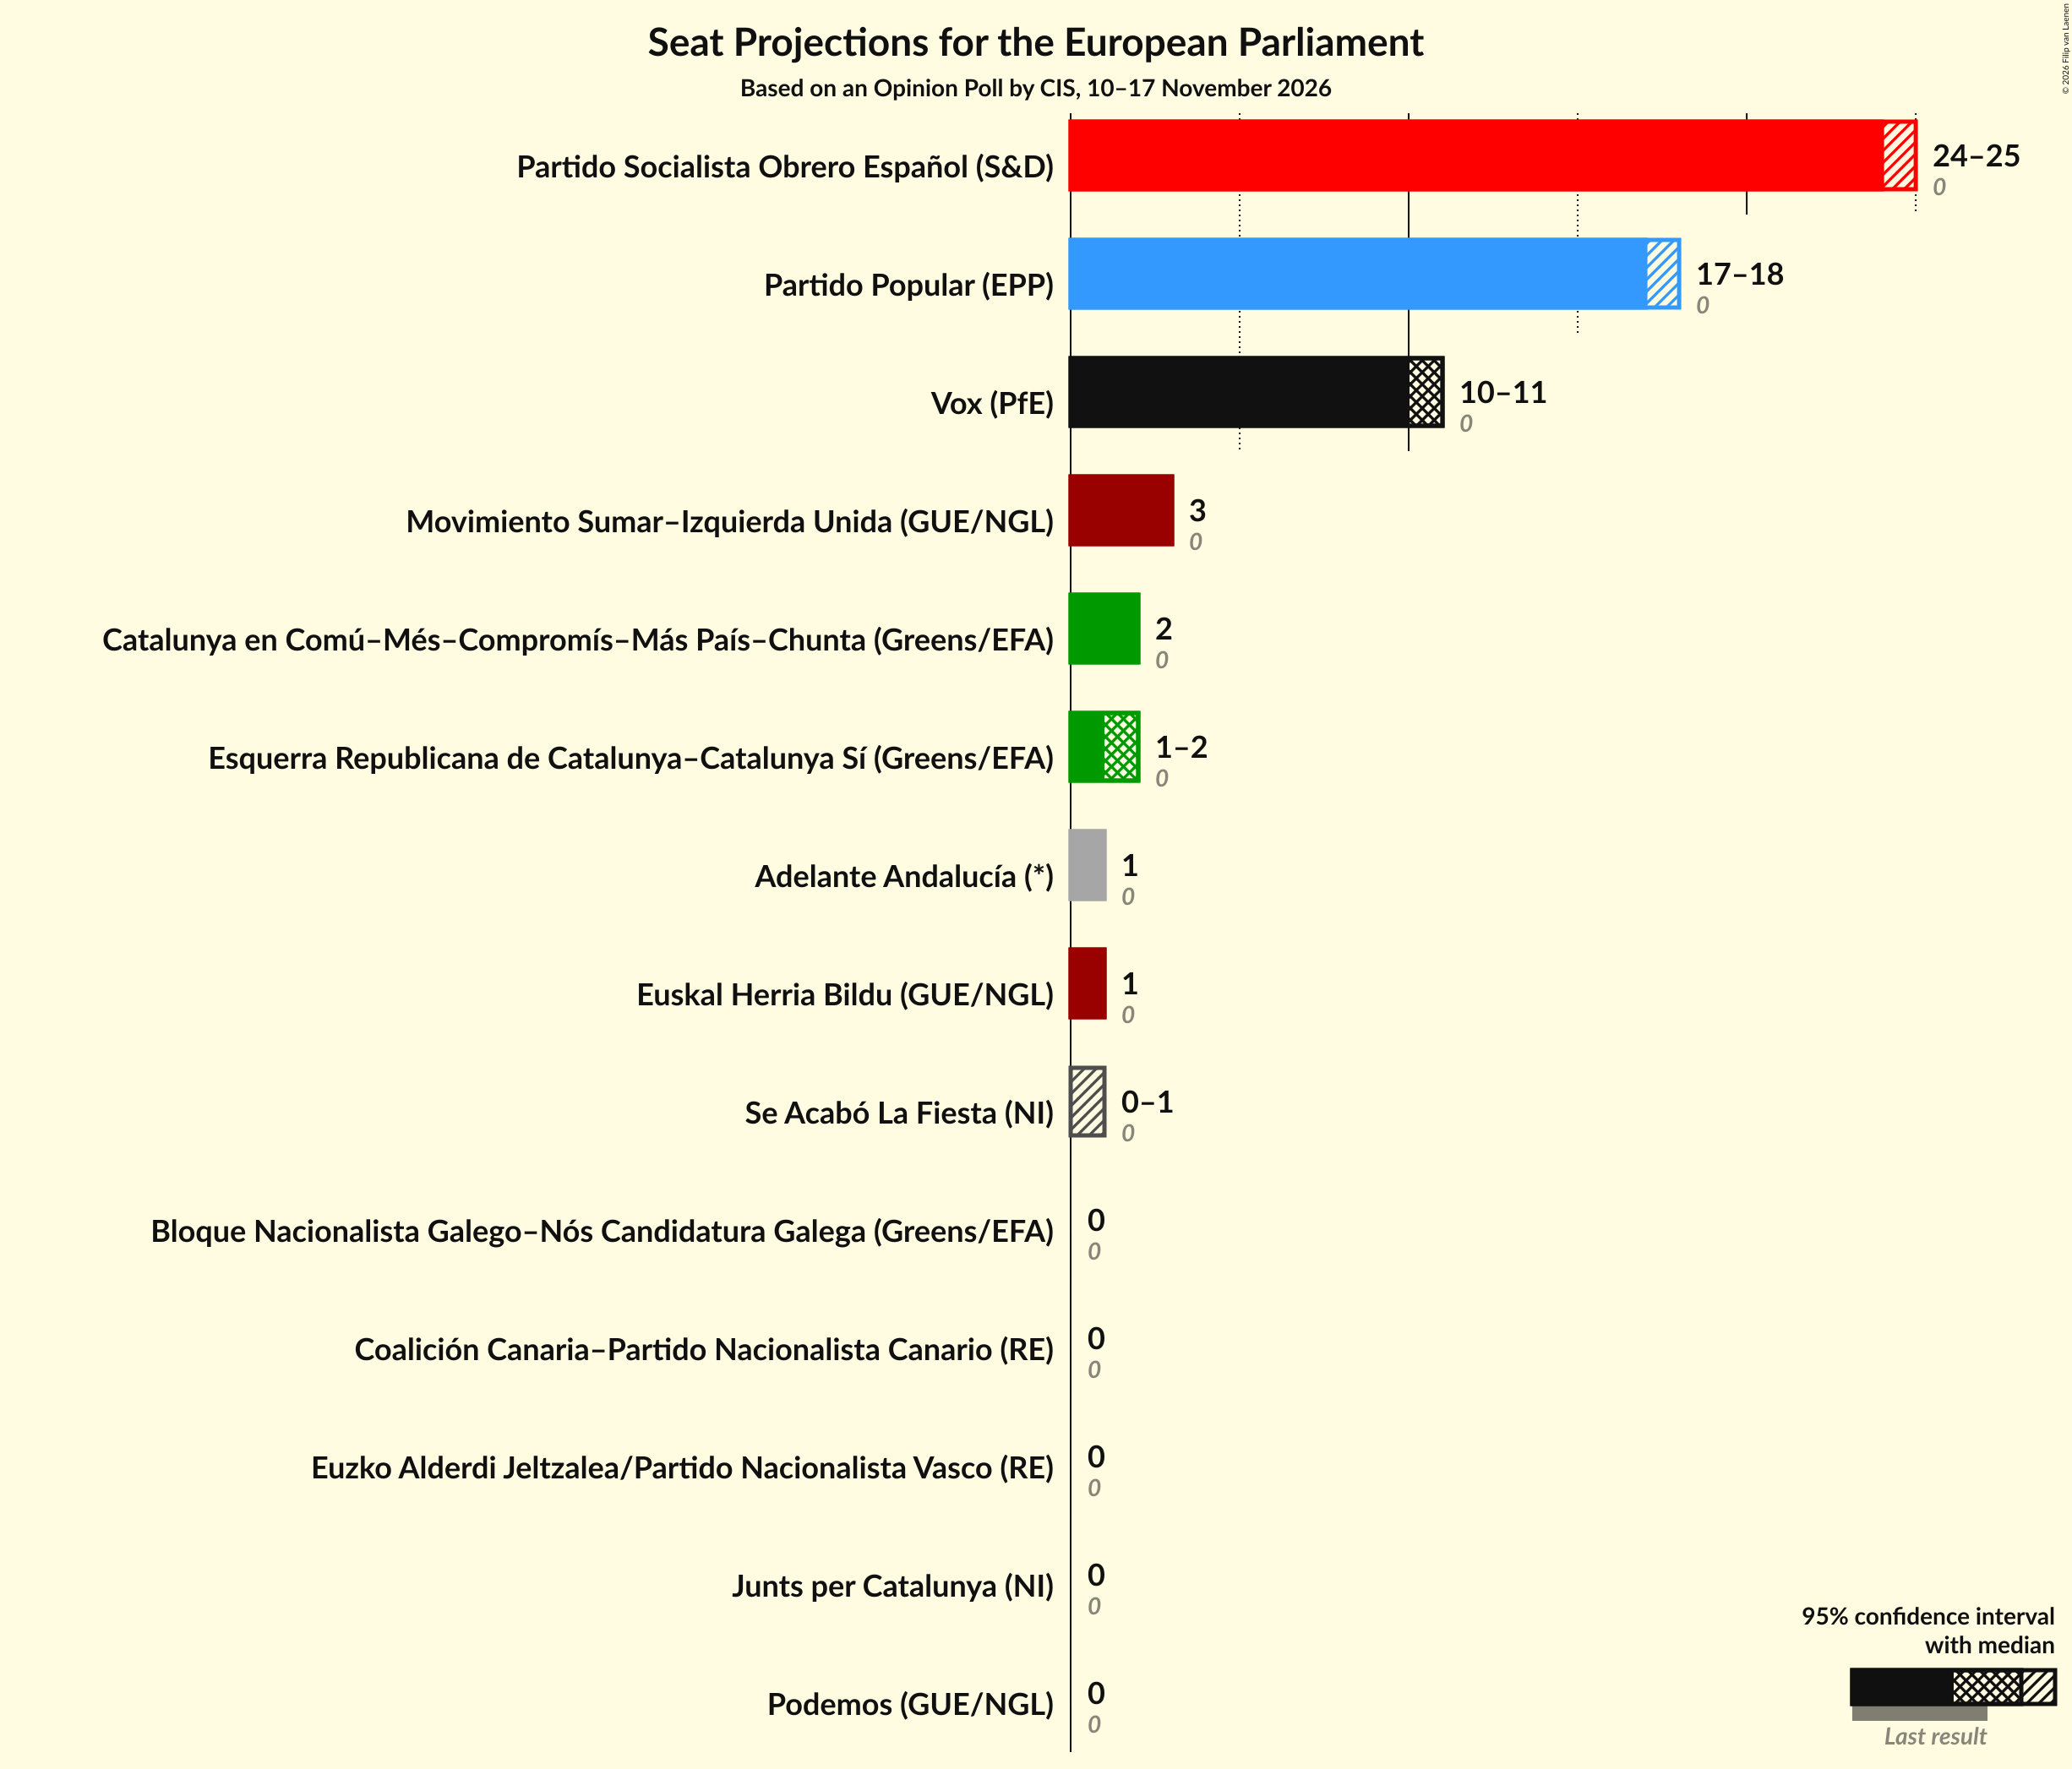 Seat Projections for the European Parliament
Based on an Opinion Poll by CIS, 10–17 November 2026
© 2026 Filip van Laenen
Partido Socialista Obrero Español (S&D)
24–25
0
Partido Popular (EPP)
17–18
0
Vox (PfE)
10–11
0
Movimiento Sumar–Izquierda Unida (GUE/NGL)
3
0
Catalunya en Comú–Més–Compromís–Más País–Chunta (Greens/EFA)
2
0
Esquerra Republicana de Catalunya–Catalunya Sí (Greens/EFA)
1–2
0
Adelante Andalucía (*)
1
0
Euskal Herria Bildu (GUE/NGL)
1
0
Se Acabó La Fiesta (NI)
0–1
0
Bloque Nacionalista Galego–Nós Candidatura Galega (Greens/EFA)
0
0
Coalición Canaria–Partido Nacionalista Canario (RE)
0
0
Euzko Alderdi Jeltzalea/Partido Nacionalista Vasco (RE)
0
0
Junts per Catalunya (NI)
0
0
Podemos (GUE/NGL)
0
0
95% confidence interval
with median
Last result